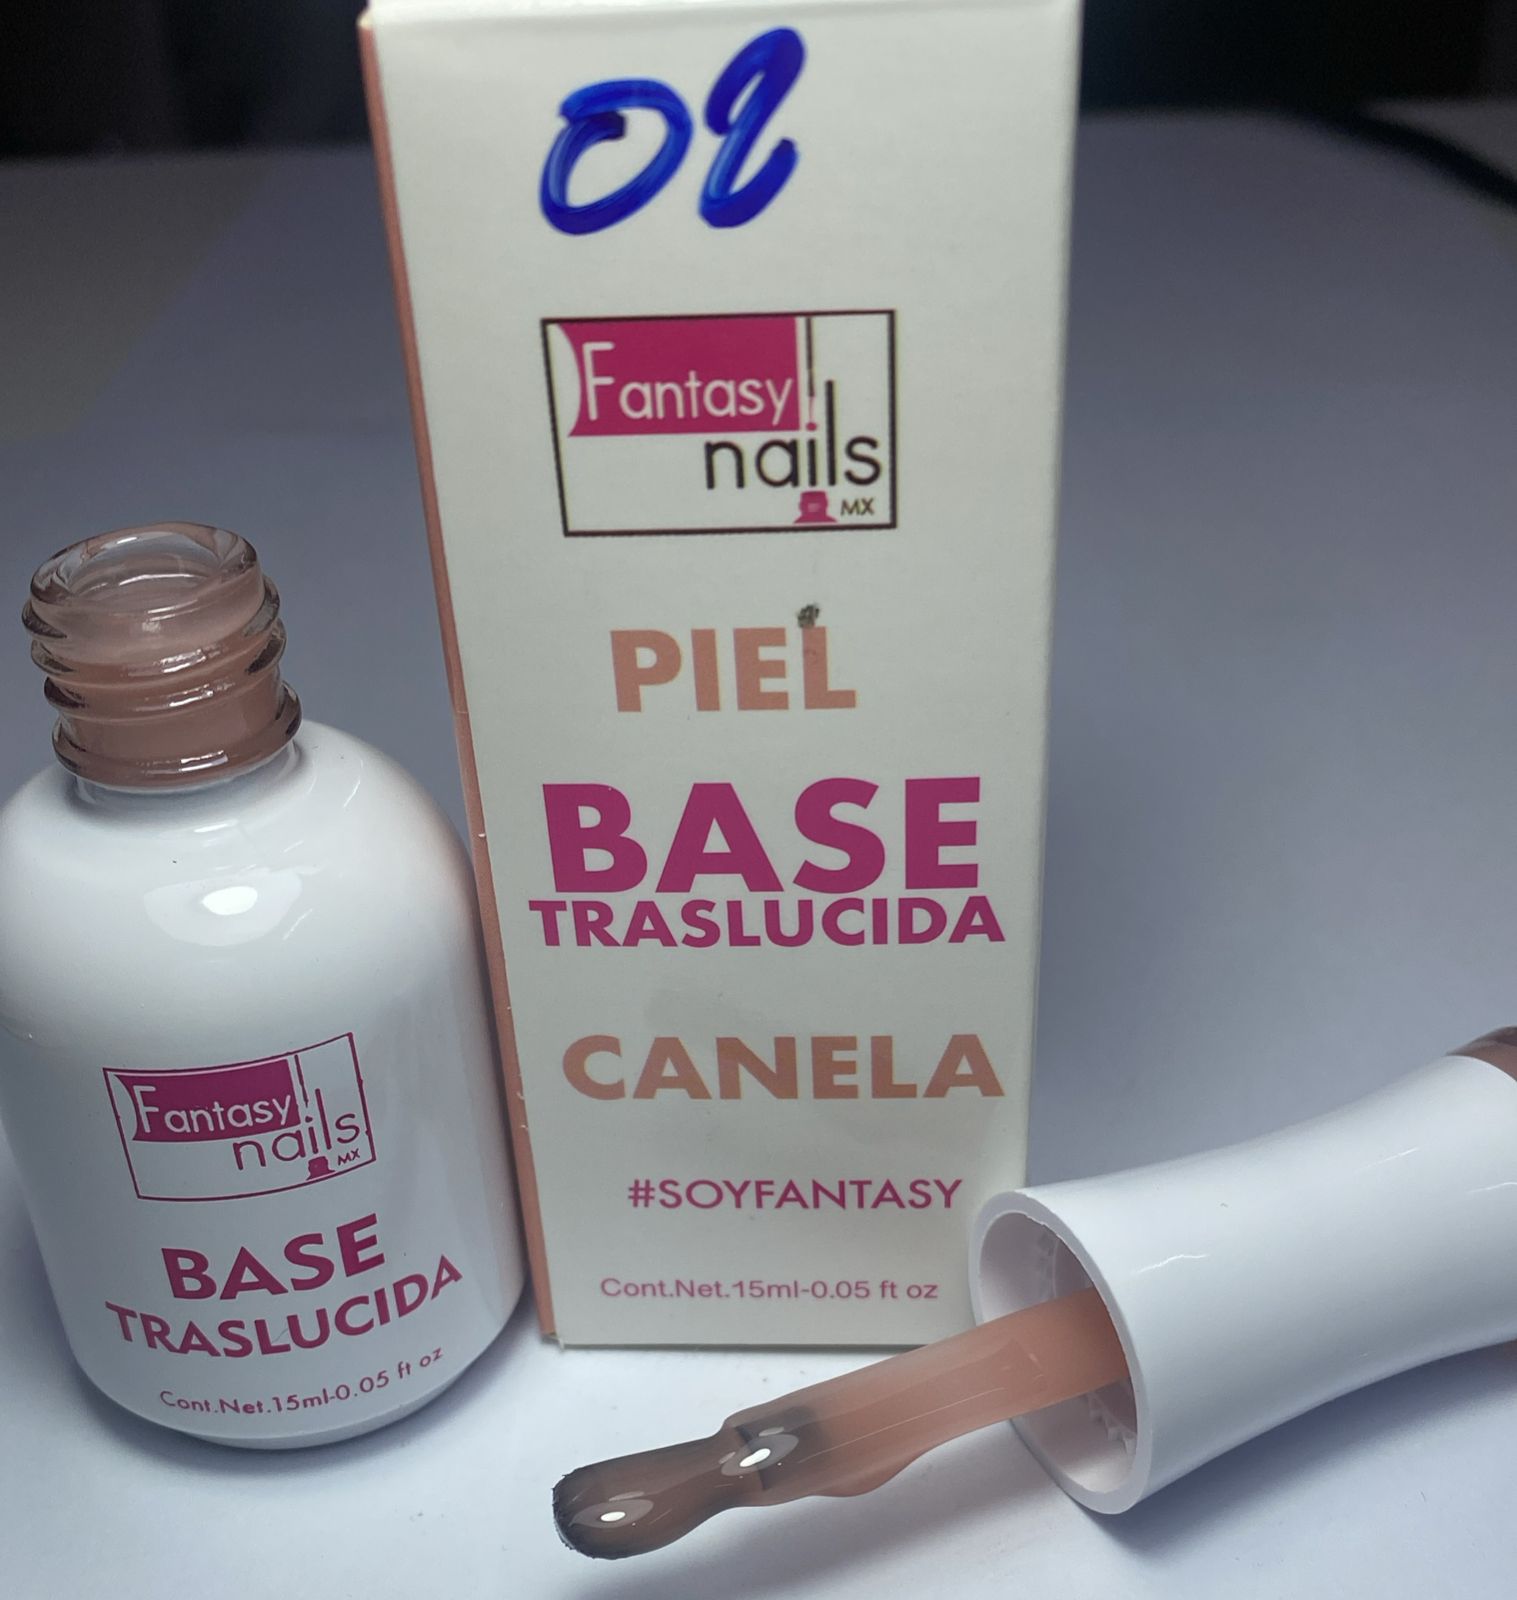 02
Fantasy
nails
MX
PIEL
BASE
TRASLUCIDA
CANELA
#SOYFANTASY
Cont.Net.15ml-0.05 ft oz
Fantasy
nails
MX
BASE
TRASLUCIDA
Cont.Net.15ml-0.05 ft oz